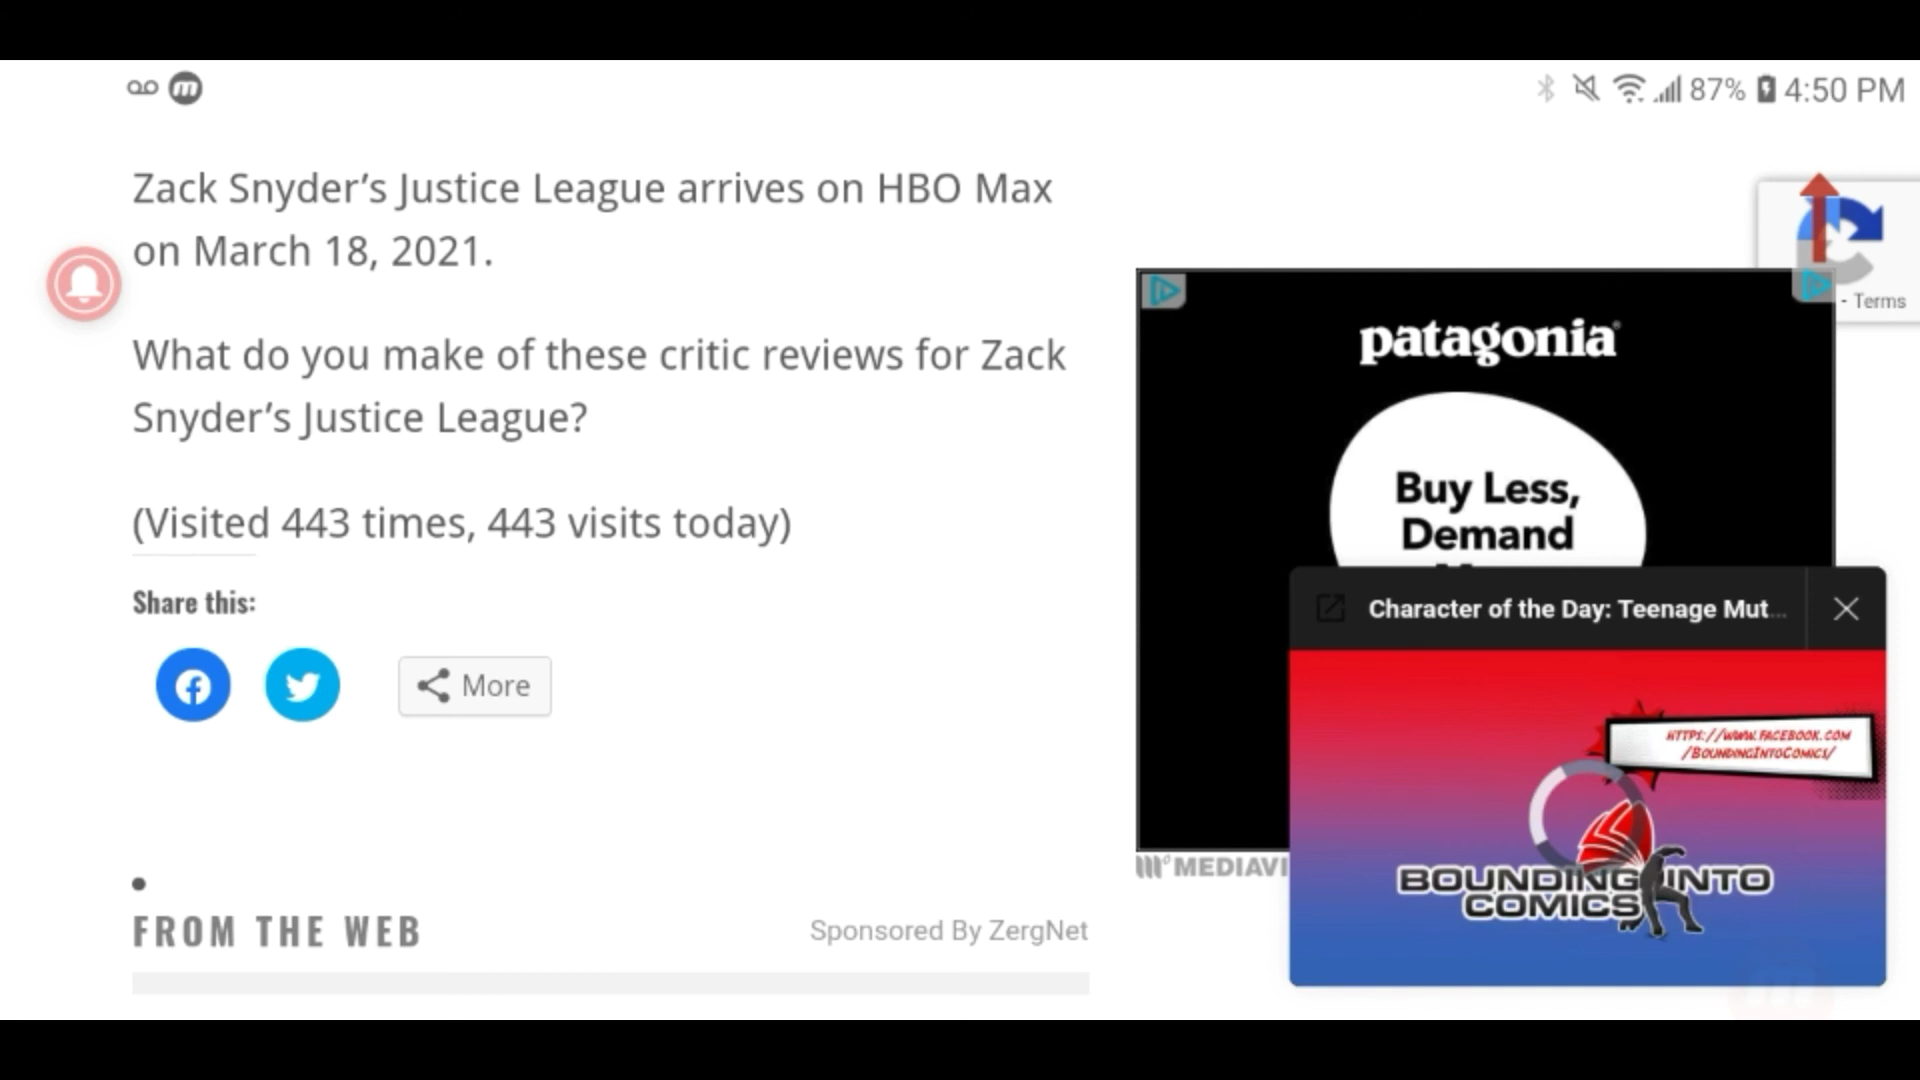 87% 4:50 PM
Zack Snyder’s Justice League arrives on HBO Max
on March 18, 2021.
- Terms
patagonia®
What do you make of these critic reviews for Zack
Snyder’s Justice League?
Buy Less,
Demand
(Visited 443 times, 443 visits today)
Share this:
Character of the Day: Teenage Mut...
More
HTTPS://WWW.FACEBOOK.COM
/BOUNDINGINTOCOMICS/
MEDIAVI
BOUNDING INTO
COMICS
FROM THE WEB
Sponsored By ZergNet